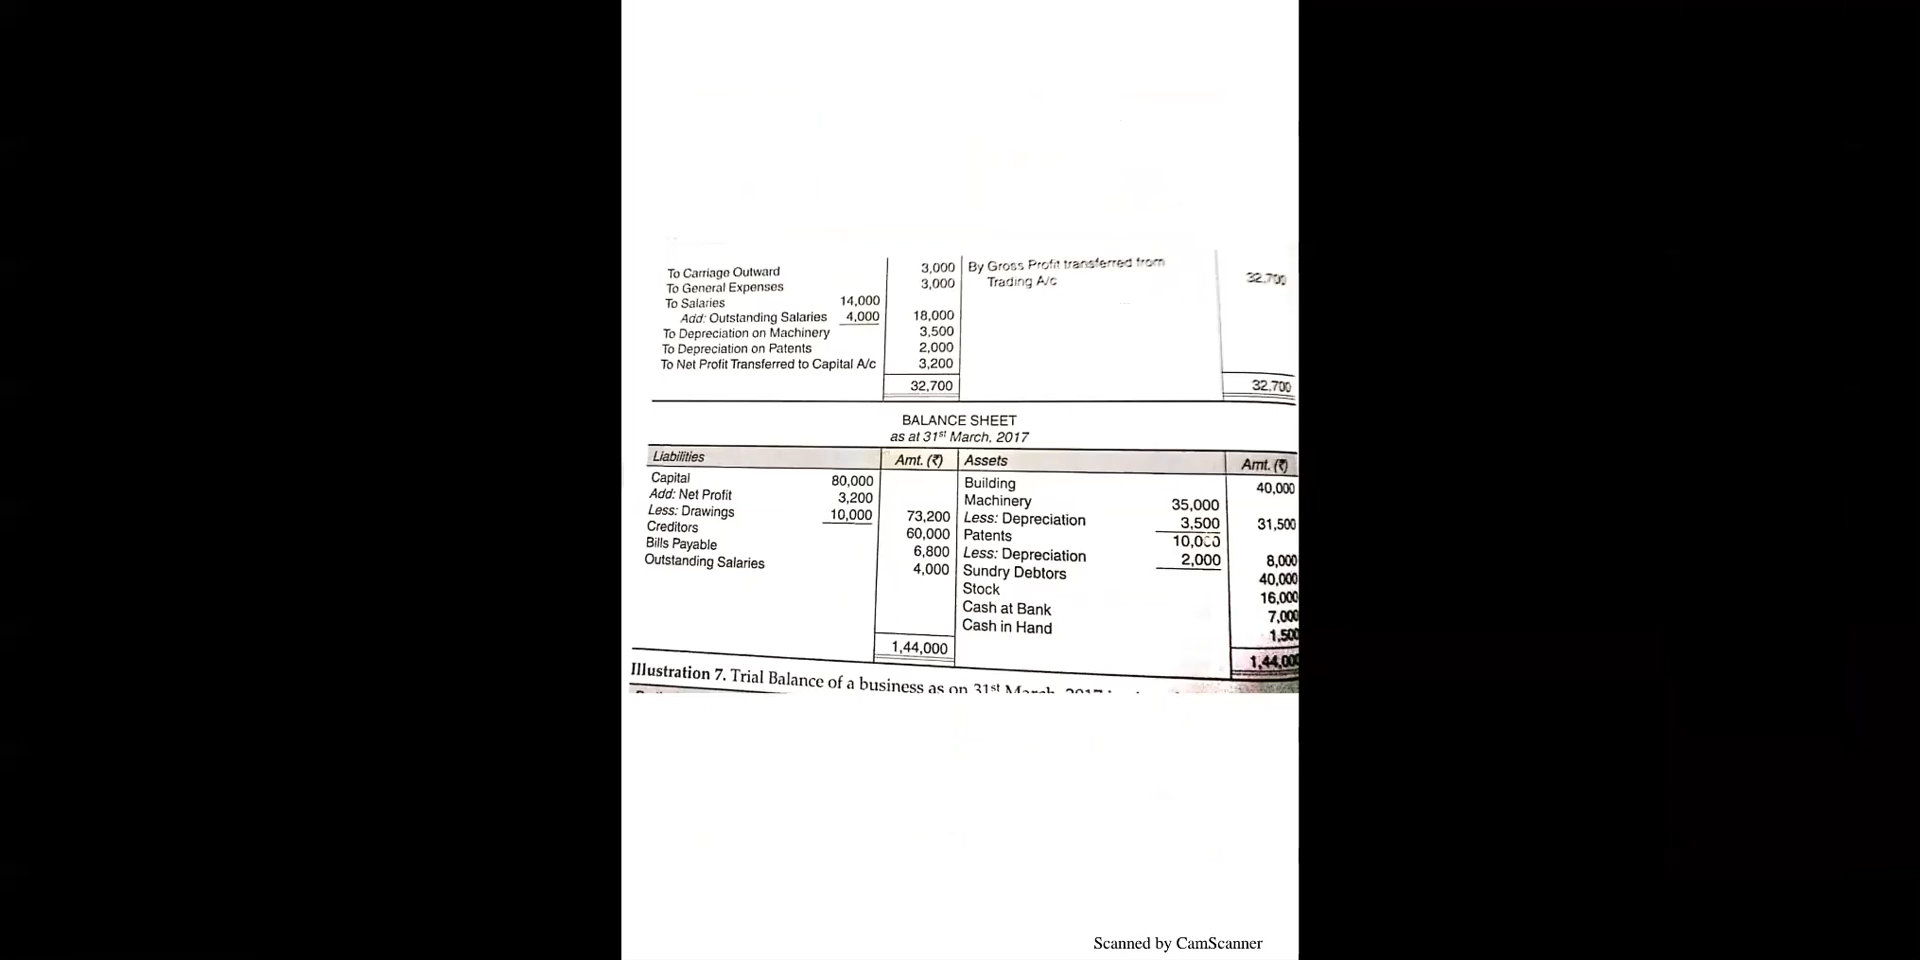 To Carriage Outward 3,000 By Gross Profit transferred from
To General Expenses 3,000 Trading A/c 32,700
To Salaries 14,000
Add: Outstanding Salaries 4,000 18,000
To Depreciation on Machinery 3,500
To Depreciation on Patents 2,000
To Net Profit Transferred to Capital A/c 3,200
32,700 32,700
BALANCE SHEET
as at 31st March, 2017
Liabilities Amt. (₹) Assets Amt. (₹)
Capital 80,000 Building 40,000
Add: Net Profit 3,200 Machinery 35,000
Less: Drawings 10,000 73,200 Less: Depreciation 3,500 31,500
Creditors 60,000 Patents 10,000
Bills Payable 6,800 Less: Depreciation 2,000 8,000
Outstanding Salaries 4,000 Sundry Debtors 40,000
Stock 16,000
Cash at Bank 7,000
Cash in Hand 1,500
1,44,000 1,44,000
Illustration 7. Trial Balance of a business as on 31st March, 2017
Scanned by CamScanner